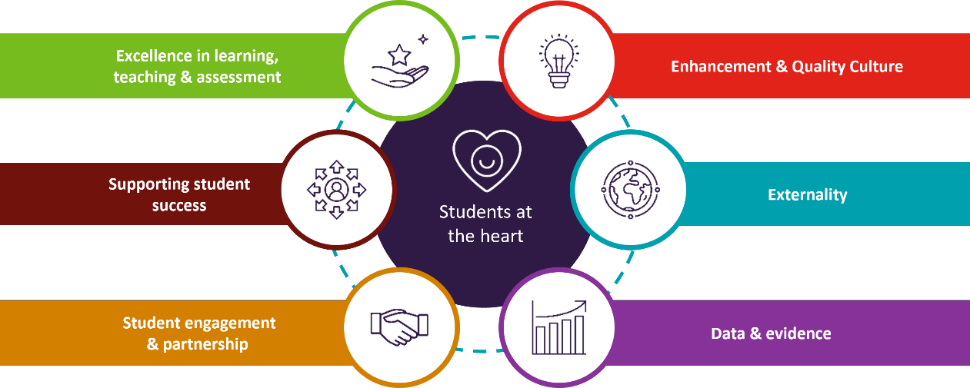 Excellence in learning,
teaching & assessment
Enhancement & Quality Culture
Supporting student
success
Students at
the heart
Externality
Student engagement
& partnership
Data & evidence